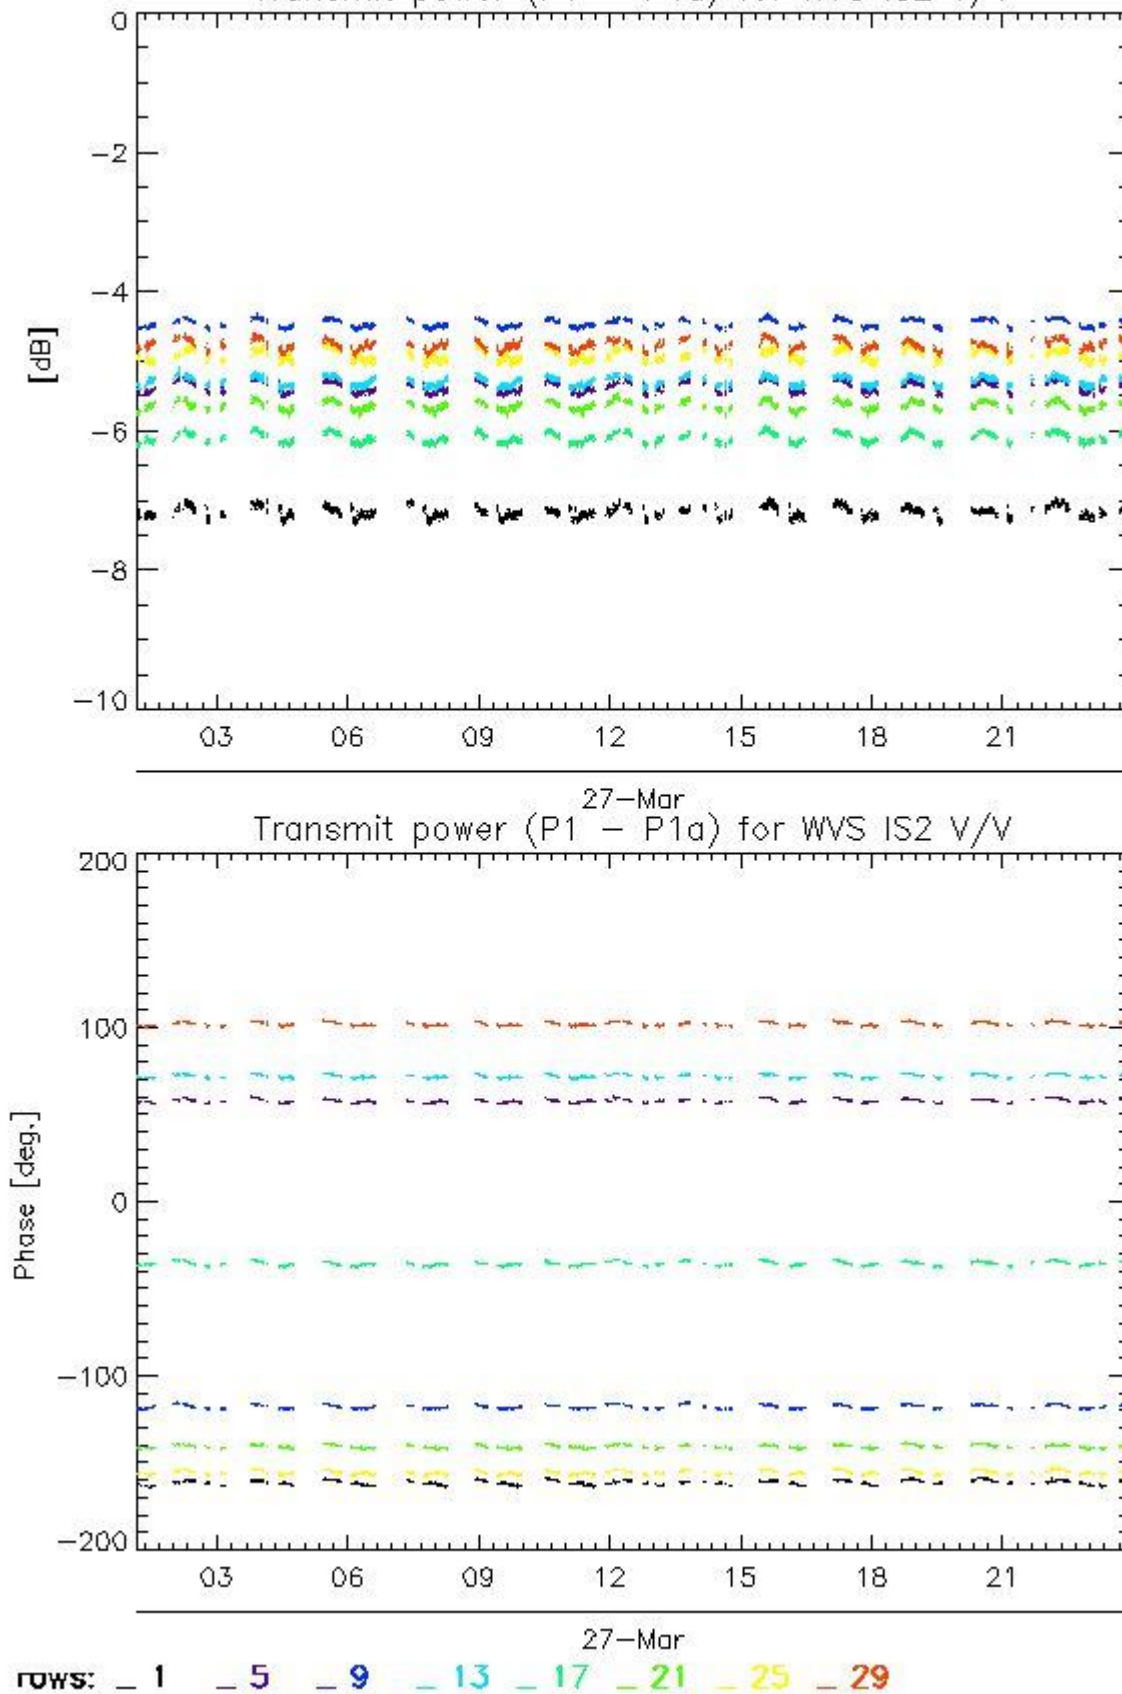 0
-2
-4
[dB]
-6
-8
-10
03 06 09 12 15 18 21
27-Mar
Transmit power (P1 - P1a) for WVS IS2 V/V
200
100
Phase [deg.]
0
-100
-200
03 06 09 12 15 18 21
27-Mar
rows: _ 1 _ 5 _ 9 _ 13 _ 17 _ 21 _ 25 _ 29